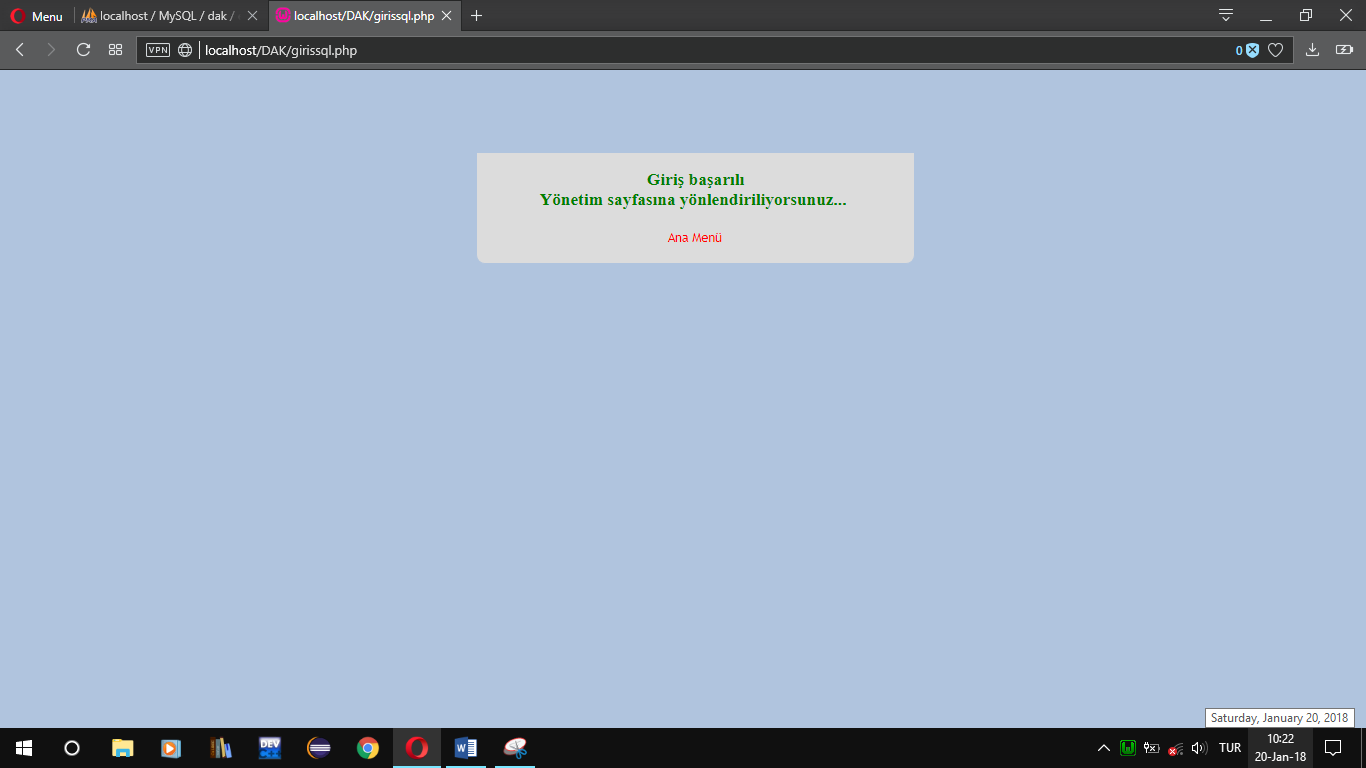 Menu
localhost / MySQL / dak /
localhost/DAK/girissql.php
VPN
localhost/DAK/girissql.php
0
Giriş başarılı
Yönetim sayfasına yönlendiriliyorsunuz...
Ana Menü
Saturday, January 20, 2018
DEV
TUR
10:22
20-Jan-18